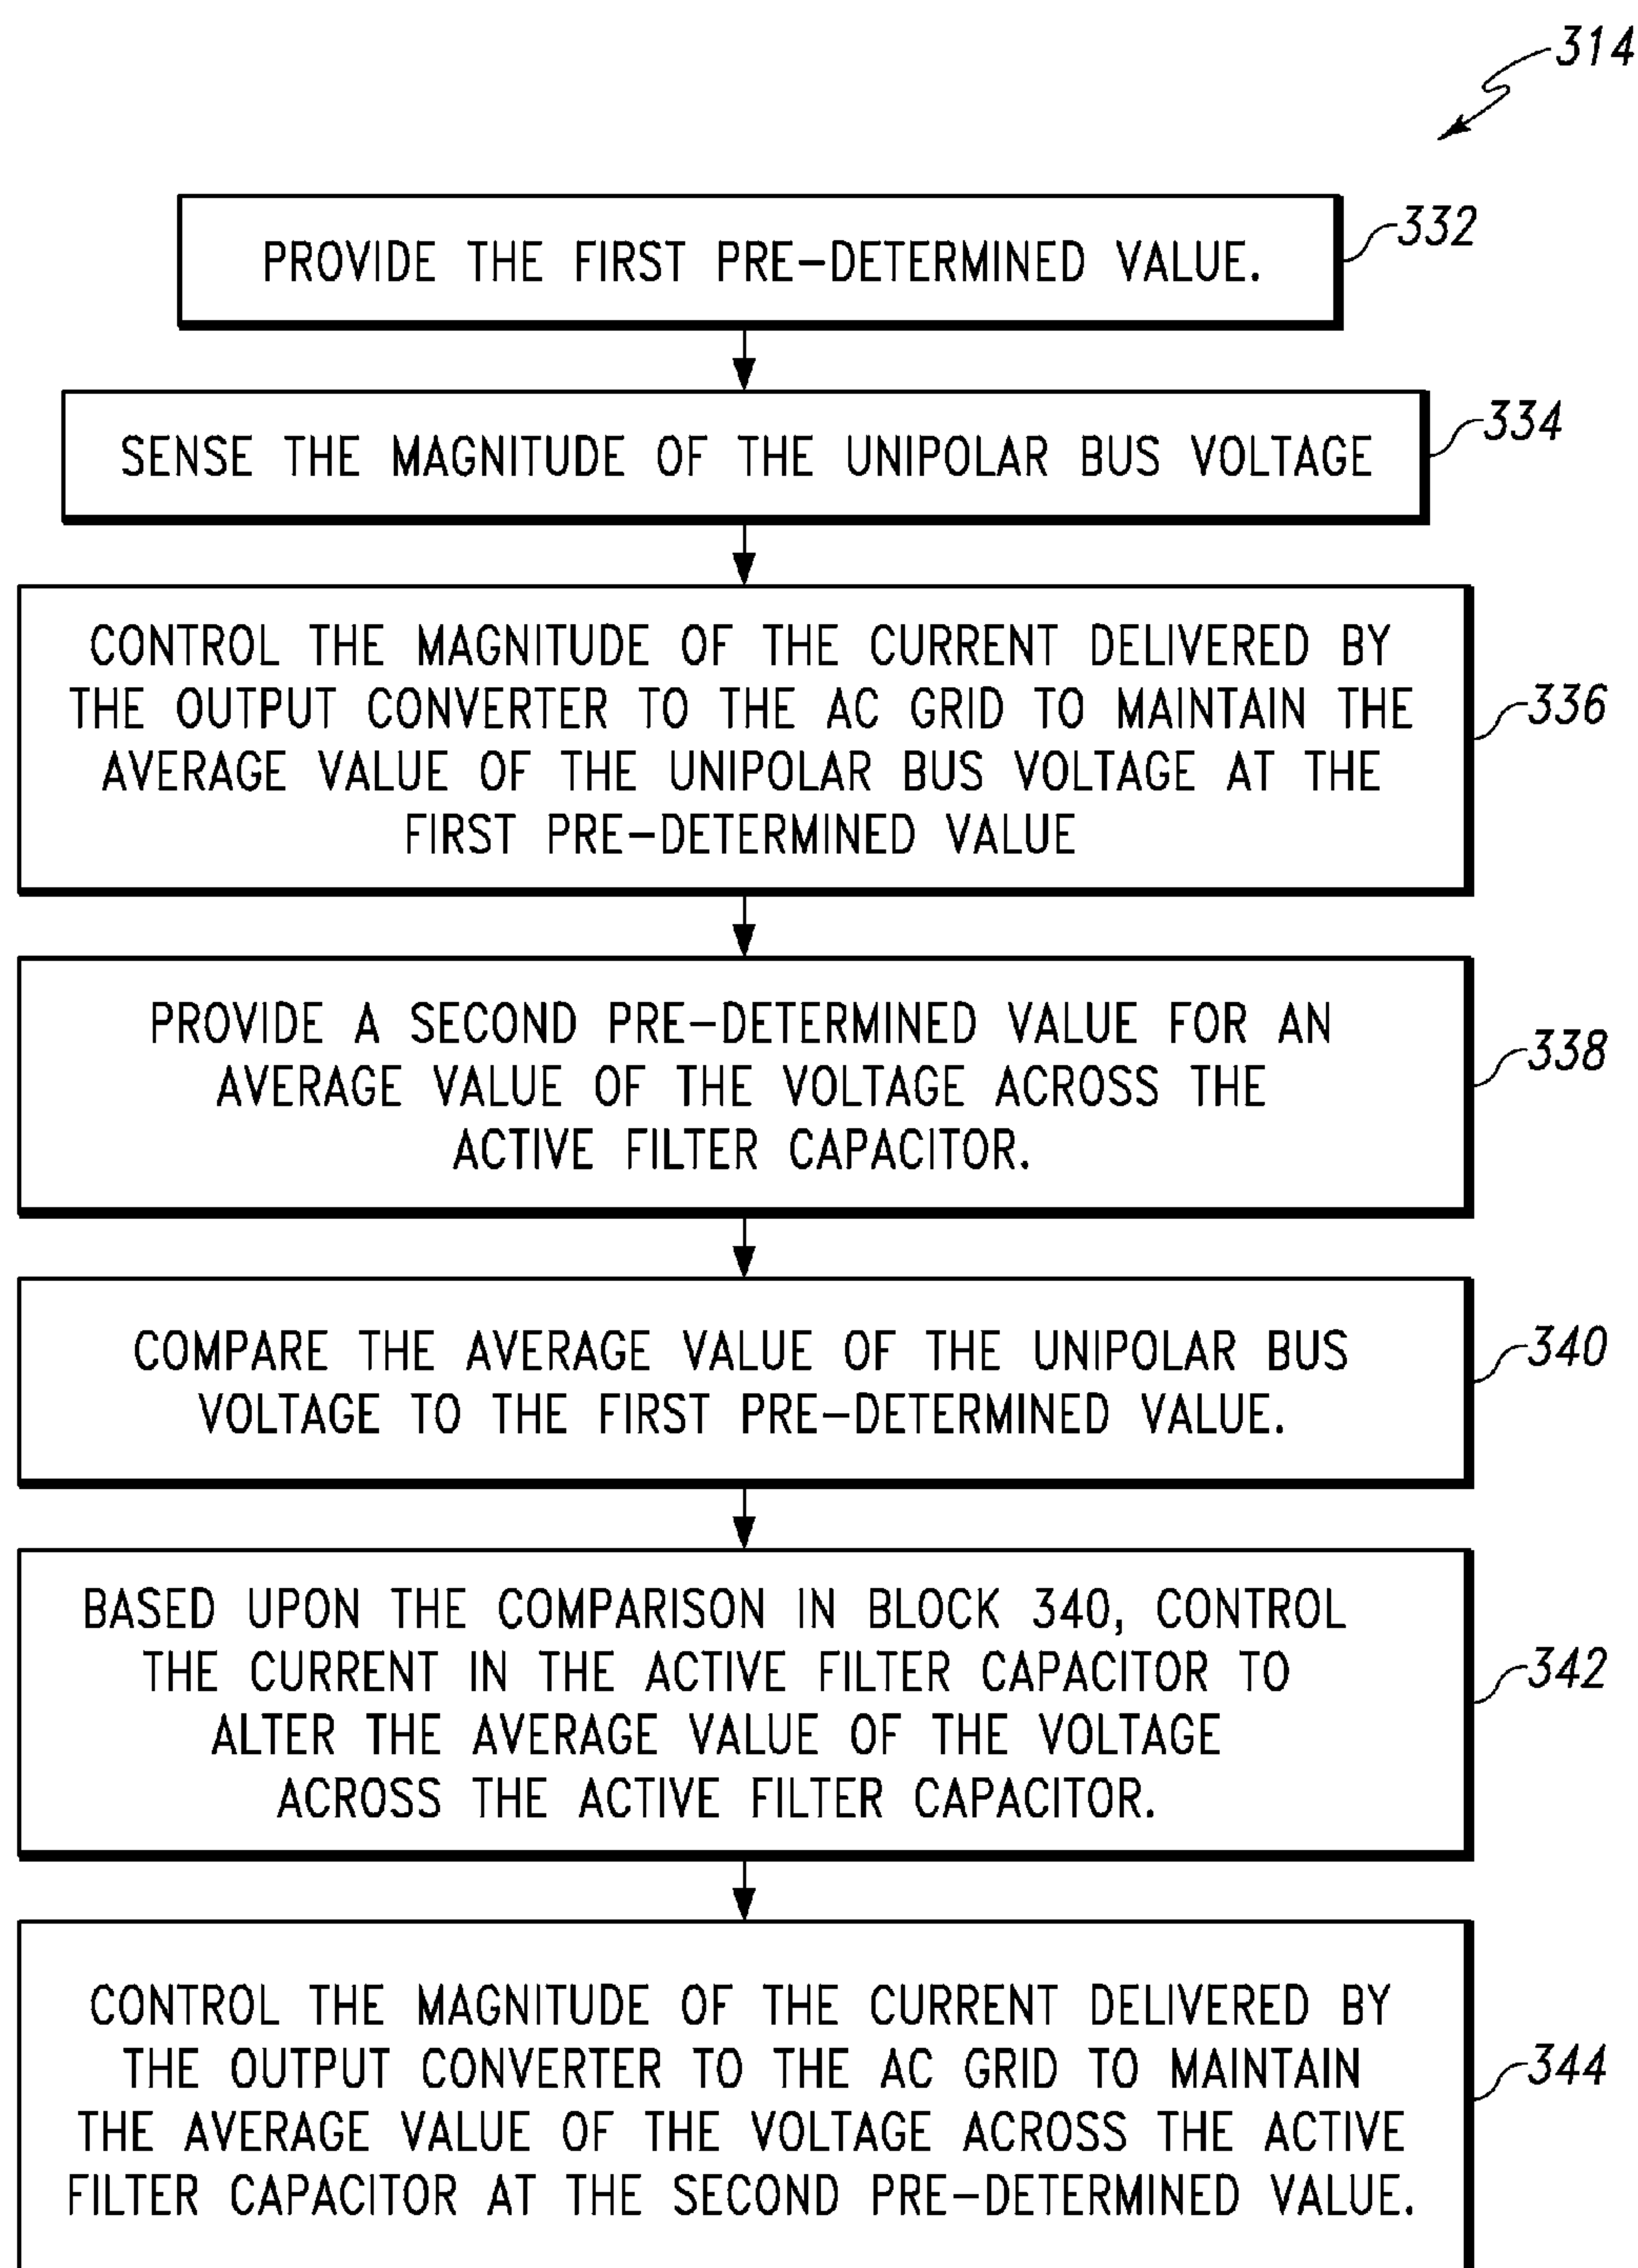 314
332
PROVIDE THE FIRST PRE-DETERMINED VALUE.
334
SENSE THE MAGNITUDE OF THE UNIPOLAR BUS VOLTAGE
CONTROL THE MAGNITUDE OF THE CURRENT DELIVERED BY
THE OUTPUT CONVERTER TO THE AC GRID TO MAINTAIN THE
AVERAGE VALUE OF THE UNIPOLAR BUS VOLTAGE AT THE
FIRST PRE-DETERMINED VALUE
336
PROVIDE A SECOND PRE-DETERMINED VALUE FOR AN
AVERAGE VALUE OF THE VOLTAGE ACROSS THE
ACTIVE FILTER CAPACITOR.
338
COMPARE THE AVERAGE VALUE OF THE UNIPOLAR BUS
VOLTAGE TO THE FIRST PRE-DETERMINED VALUE.
340
BASED UPON THE COMPARISON IN BLOCK 340, CONTROL
THE CURRENT IN THE ACTIVE FILTER CAPACITOR TO
ALTER THE AVERAGE VALUE OF THE VOLTAGE
ACROSS THE ACTIVE FILTER CAPACITOR.
342
CONTROL THE MAGNITUDE OF THE CURRENT DELIVERED BY
THE OUTPUT CONVERTER TO THE AC GRID TO MAINTAIN
THE AVERAGE VALUE OF THE VOLTAGE ACROSS THE ACTIVE
FILTER CAPACITOR AT THE SECOND PRE-DETERMINED VALUE.
344